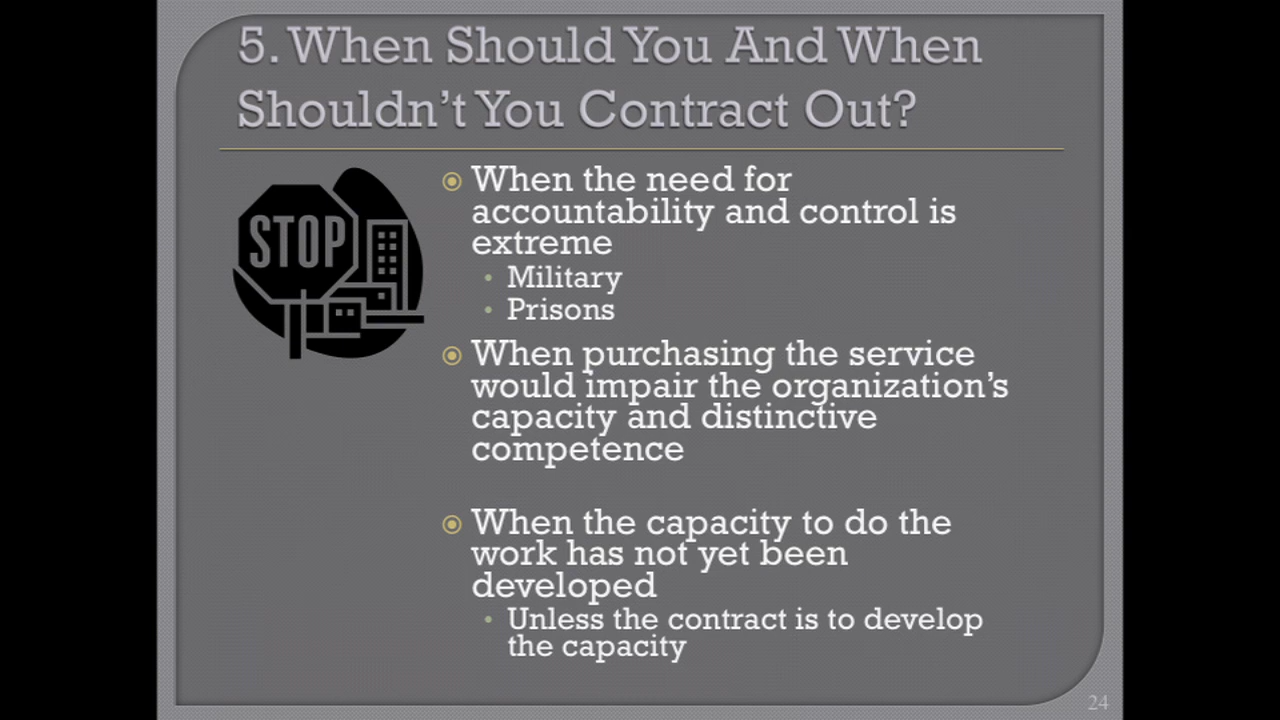 5. When Should You And When
Shouldn't You Contract Out?
STOP
When the need for
accountability and control is
extreme
Military
Prisons
When purchasing the service
would impair the organization's
capacity and distinctive
competence
When the capacity to do the
work has not yet been
developed
Unless the contract is to develop
the capacity
24